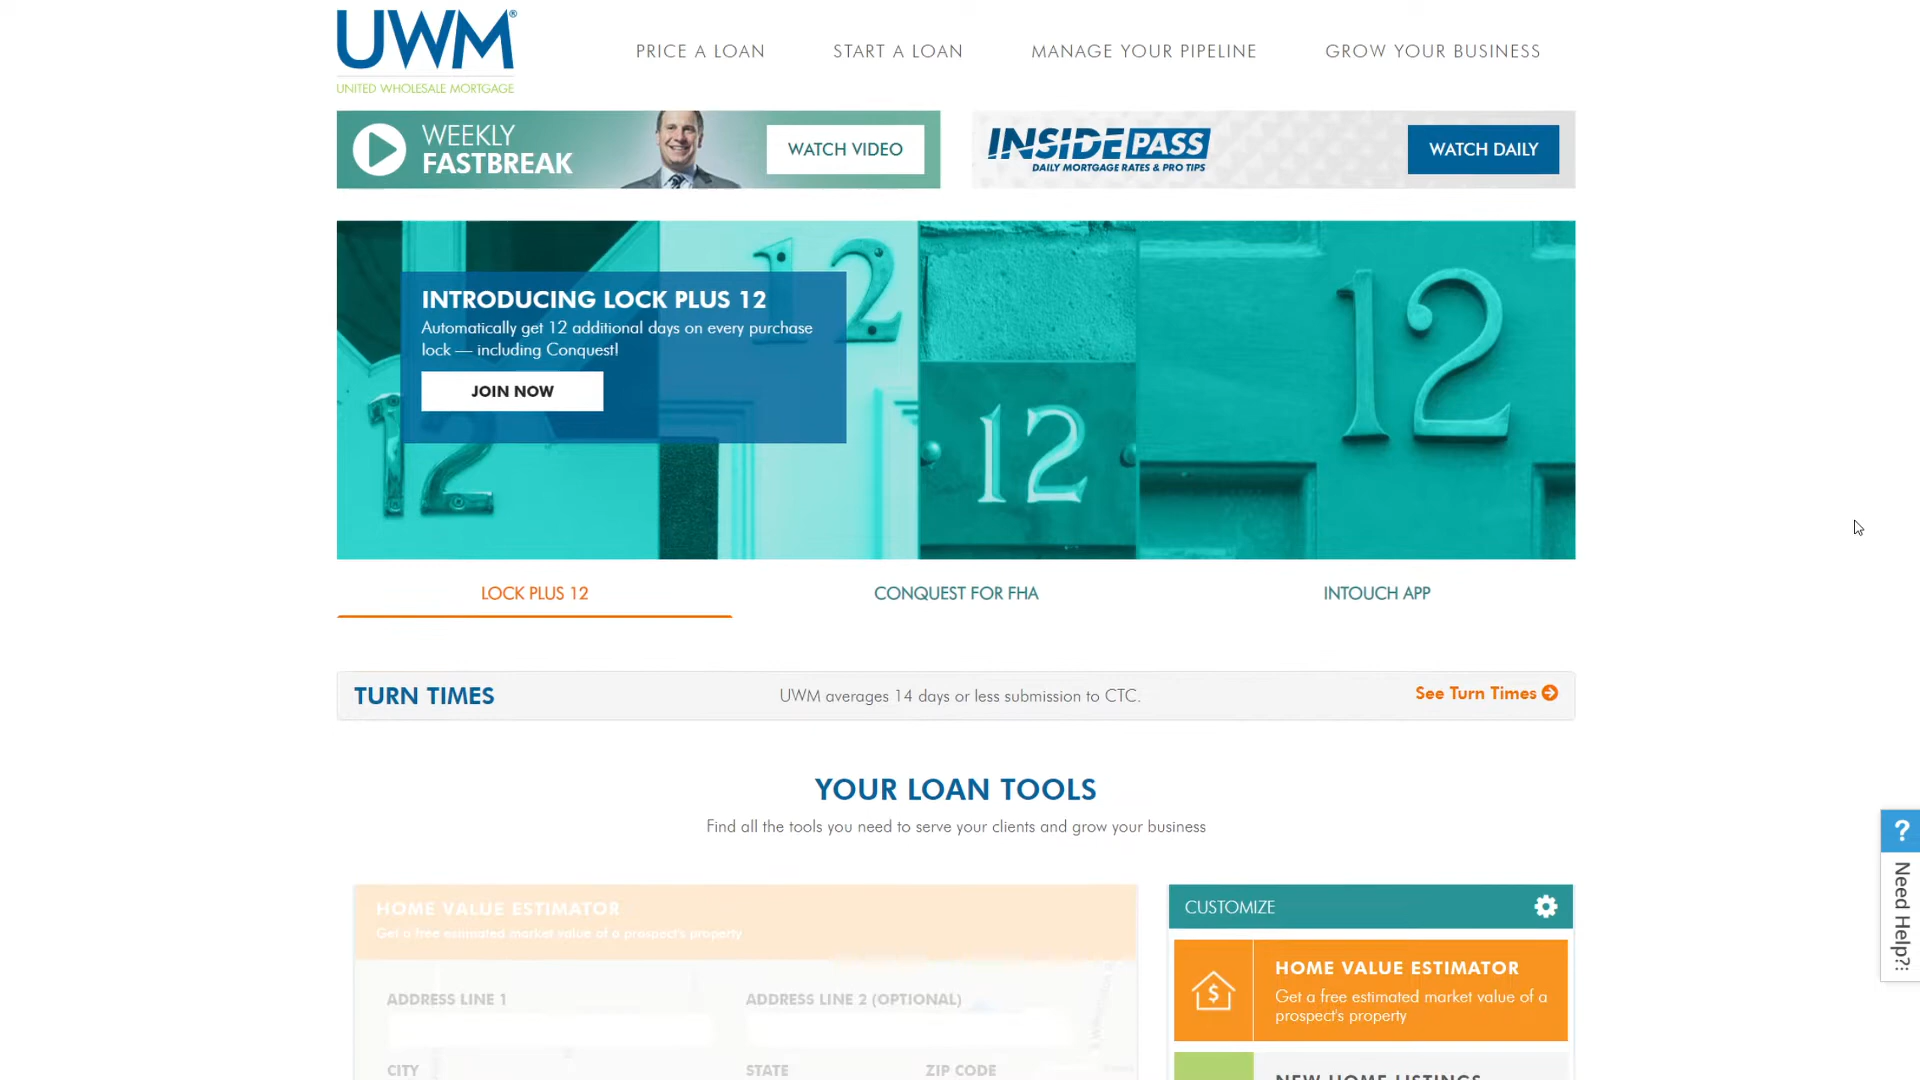 UWM®
UNITED WHOLESALE MORTGAGE
PRICE A LOAN
START A LOAN
MANAGE YOUR PIPELINE
GROW YOUR BUSINESS
WEEKLY
FASTBREAK
WATCH VIDEO
INSIDE PASS
DAILY MORTGAGE RATES & PRO TIPS
WATCH DAILY
INTRODUCING LOCK PLUS 12
Automatically get 12 additional days on every purchase
lock — including Conquest!
JOIN NOW
12
12
12
12
LOCK PLUS 12
CONQUEST FOR FHA
INTOUCH APP
TURN TIMES
UWM averages 14 days or less submission to CTC.
See Turn Times
YOUR LOAN TOOLS
Find all the tools you need to serve your clients and grow your business
HOME VALUE ESTIMATOR
Get a free estimated market value of a prospect's property
ADDRESS LINE 1
ADDRESS LINE 2 (OPTIONAL)
CITY
STATE
ZIP CODE
CUSTOMIZE
HOME VALUE ESTIMATOR
Get a free estimated market value of a
prospect's property
NEW HOME LISTINGS
?
Need Help?: